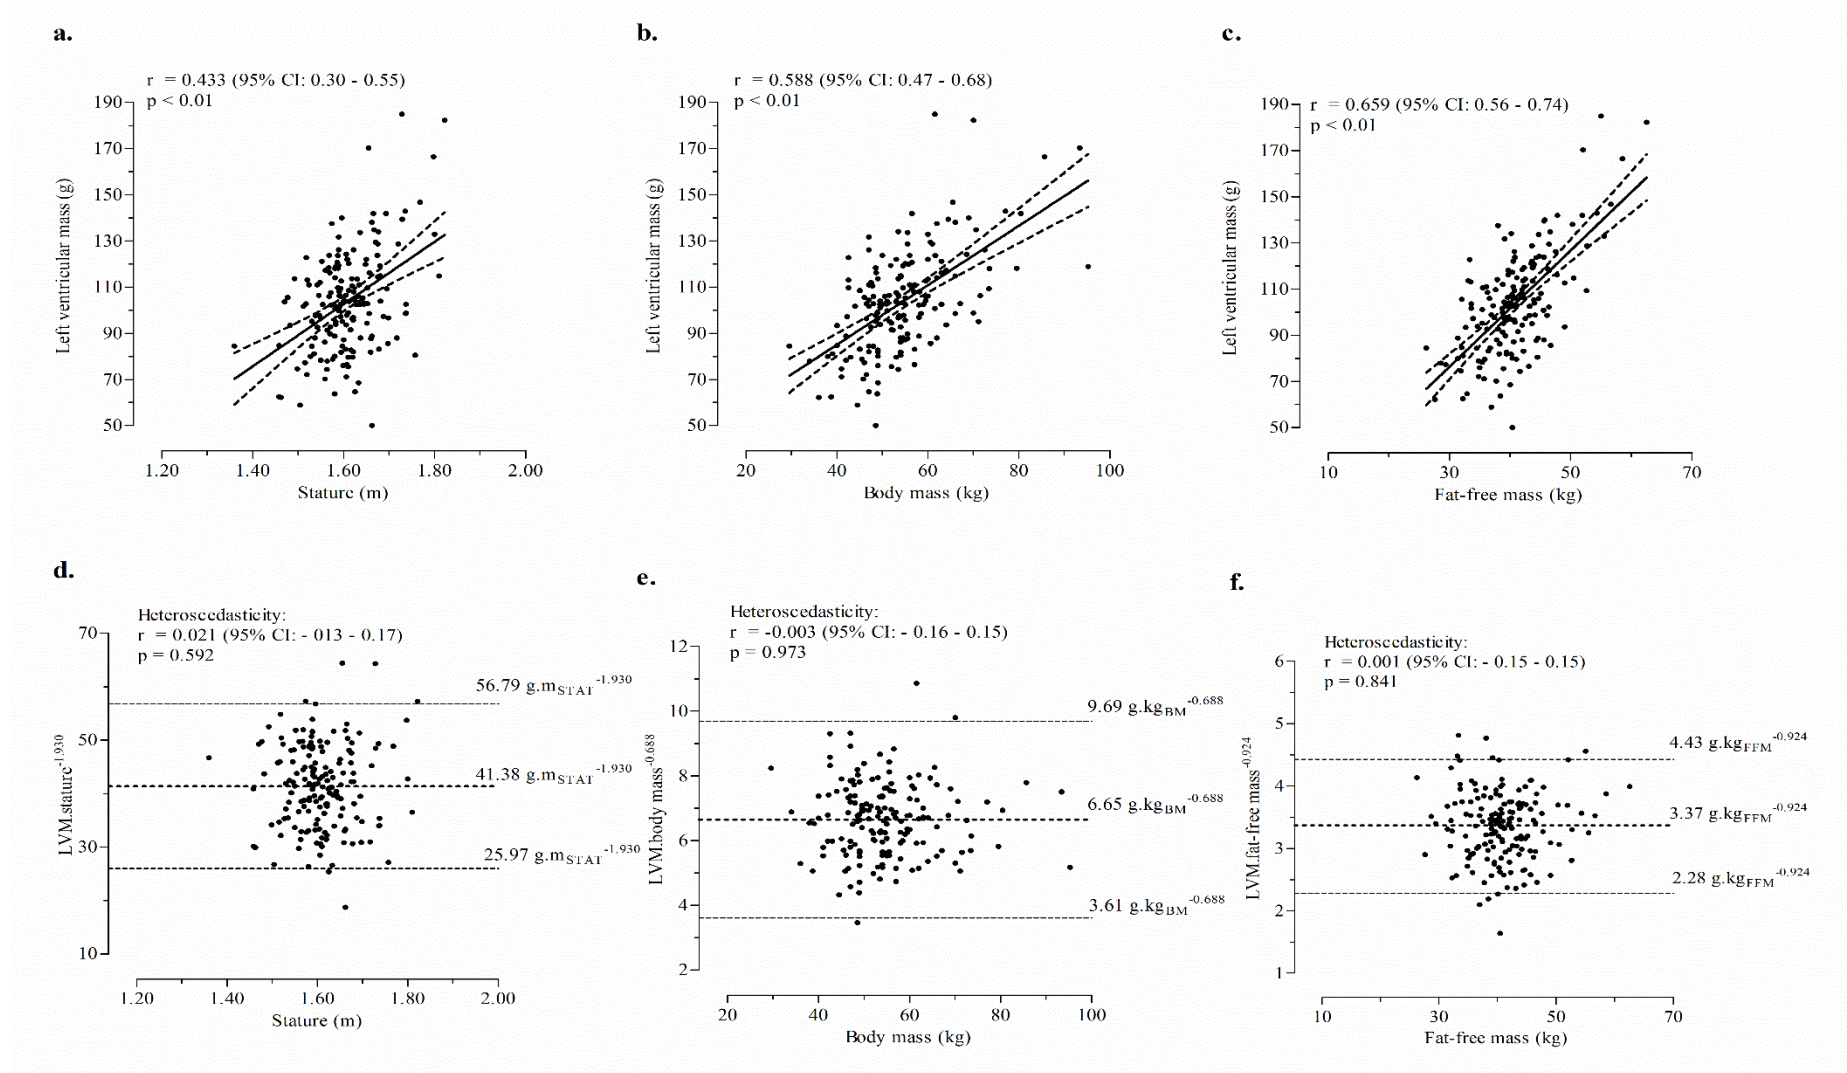 a.
r = 0.433 (95% CI: 0.30 - 0.55)
p < 0.01
190
170
150
130
110
90
70
50
Left ventricular mass (g)
1.20 1.40 1.60 1.80 2.00
Stature (m)
b.
r = 0.588 (95% CI: 0.47 - 0.68)
p < 0.01
190
170
150
130
110
90
70
50
Left ventricular mass (g)
20 40 60 80 100
Body mass (kg)
c.
r = 0.659 (95% CI: 0.56 - 0.74)
p < 0.01
190
170
150
130
110
90
70
50
Left ventricular mass (g)
10 30 50 70
Fat-free mass (kg)
d.
Heteroscedasticity:
r = 0.021 (95% CI: - 013 - 0.17)
p = 0.592
70
50
30
10
LVM.stature-1.930
56.79 g.mSTAT-1.930
41.38 g.mSTAT-1.930
25.97 g.mSTAT-1.930
1.20 1.40 1.60 1.80 2.00
Stature (m)
e.
Heteroscedasticity:
r = -0.003 (95% CI: - 0.16 - 0.15)
p = 0.973
12
10
8
6
4
2
LVM.body mass-0.688
9.69 g.kgBM-0.688
6.65 g.kgBM-0.688
3.61 g.kgBM-0.688
20 40 60 80 100
Body mass (kg)
f.
Heteroscedasticity:
r = 0.001 (95% CI: - 0.15 - 0.15)
p = 0.841
6
5
4
3
2
1
LVM.fat-free mass-0.924
4.43 g.kgFFM-0.924
3.37 g.kgFFM-0.924
2.28 g.kgFFM-0.924
10 30 50 70
Fat-free mass (kg)